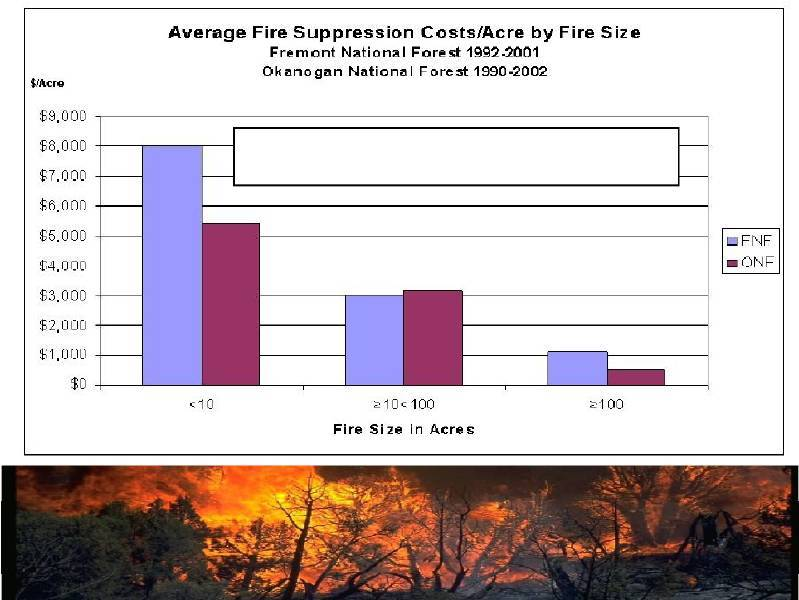 Average Fire Suppression Costs/Acre by Fire Size
Fremont National Forest 1992-2001
Okanogan National Forest 1990-2002
$/Acre
$9,000
$8,000
$7,000
$6,000
$5,000
$4,000
$3,000
$2,000
$1,000
$0
<10
≥10<100
≥100
Fire Size in Acres
FNF
ONF